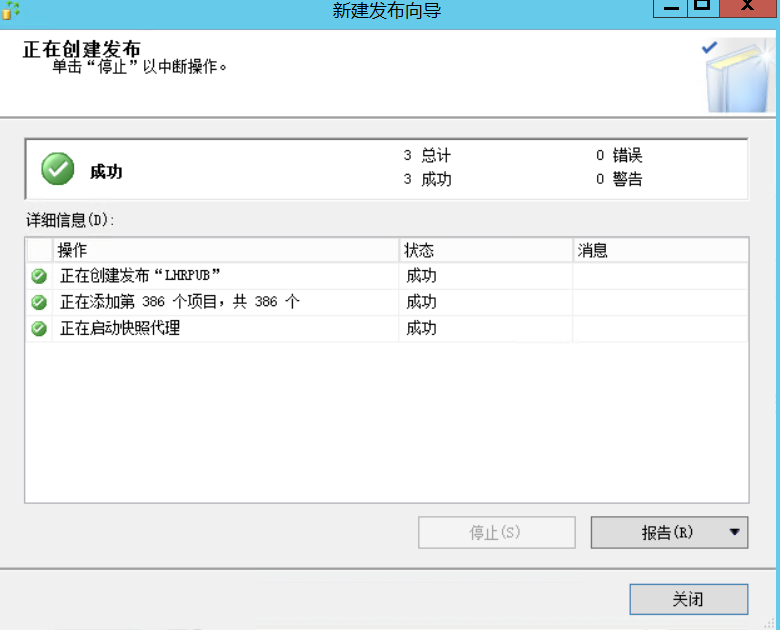 新建发布向导
正在创建发布
单击“停止”以中断操作。
成功
3 总计
0 错误
3 成功
0 警告
详细信息(D):
操作 状态 消息
正在创建发布“LHRPUB” 成功
正在添加第 386 个项目，共 386 个 成功
正在启动快照代理 成功
停止(S)
报告(R)
关闭